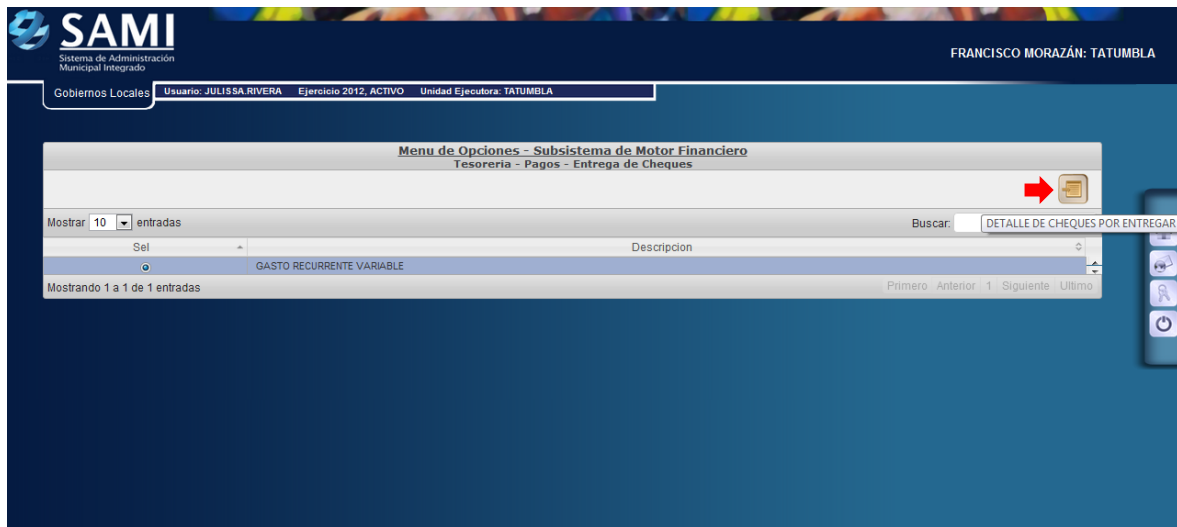 SAMI
Sistema de Administración
Municipal Integrado
FRANCISCO MORAZÁN: TATUMBLA
Gobiernos Locales
Usuario: JULISSA.RIVERA Ejercicio 2012, ACTIVO Unidad Ejecutora: TATUMBLA
Menu de Opciones - Subsistema de Motor Financiero
Tesoreria - Pagos - Entrega de Cheques
Mostrar 10 entradas
Buscar:
DETALLE DE CHEQUES POR ENTREGAR
Sel Descripcion
GASTO RECURRENTE VARIABLE
Mostrando 1 a 1 de 1 entradas
Primero Anterior 1 Siguiente Ultimo